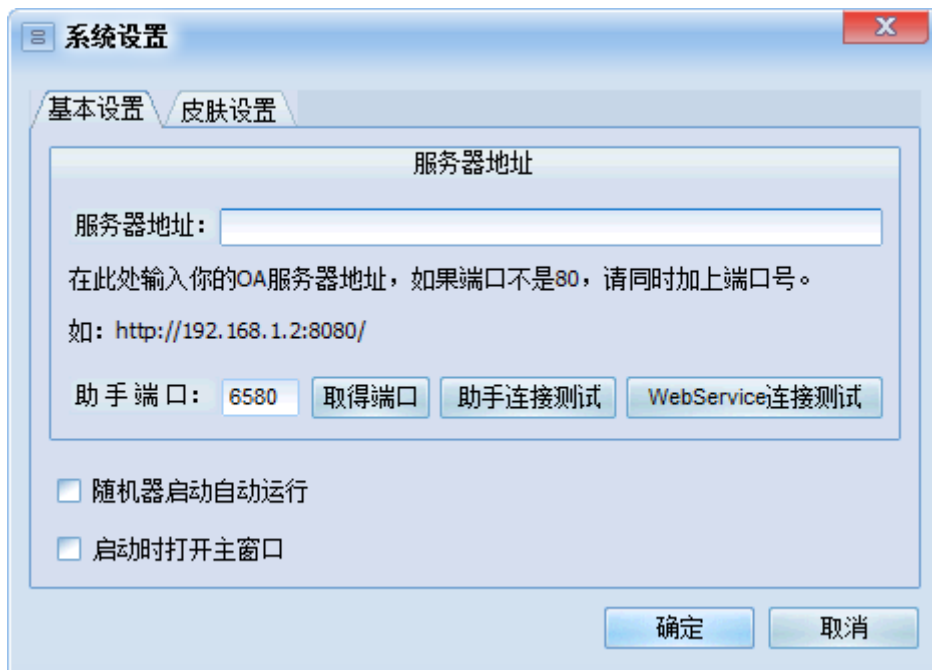 系统设置
基本设置 皮肤设置
服务器地址
服务器地址：
在此处输入你的OA服务器地址，如果端口不是80，请同时加上端口号。
如：http://192.168.1.2:8080/
助手端口： 6580 取得端口 助手连接测试 WebService连接测试
随机器启动自动运行
启动时打开主窗口
确定 取消